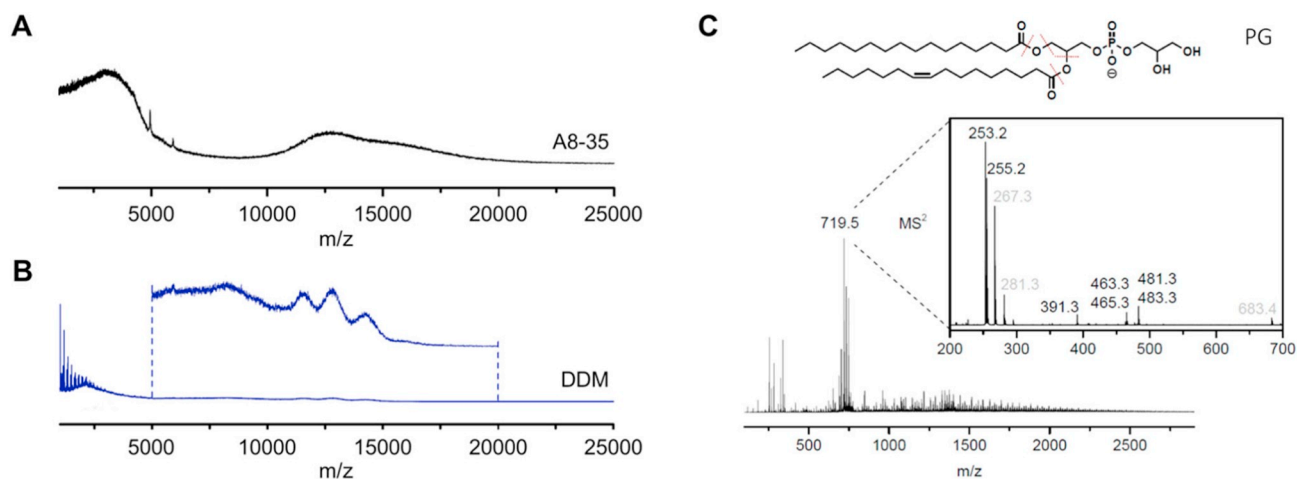 A
A8-35
5000 10000 15000 20000 25000
m/z
B
DDM
5000 10000 15000 20000 25000
m/z
C
PG
O
O
O
P
O
O
OH
O
⊖
OH
O
253.2
255.2
267.3
719.5
MS²
281.3
463.3 481.3
391.3 465.3 483.3 683.4
200 300 400 500 600 700
500 1000 1500 2000 2500
m/z